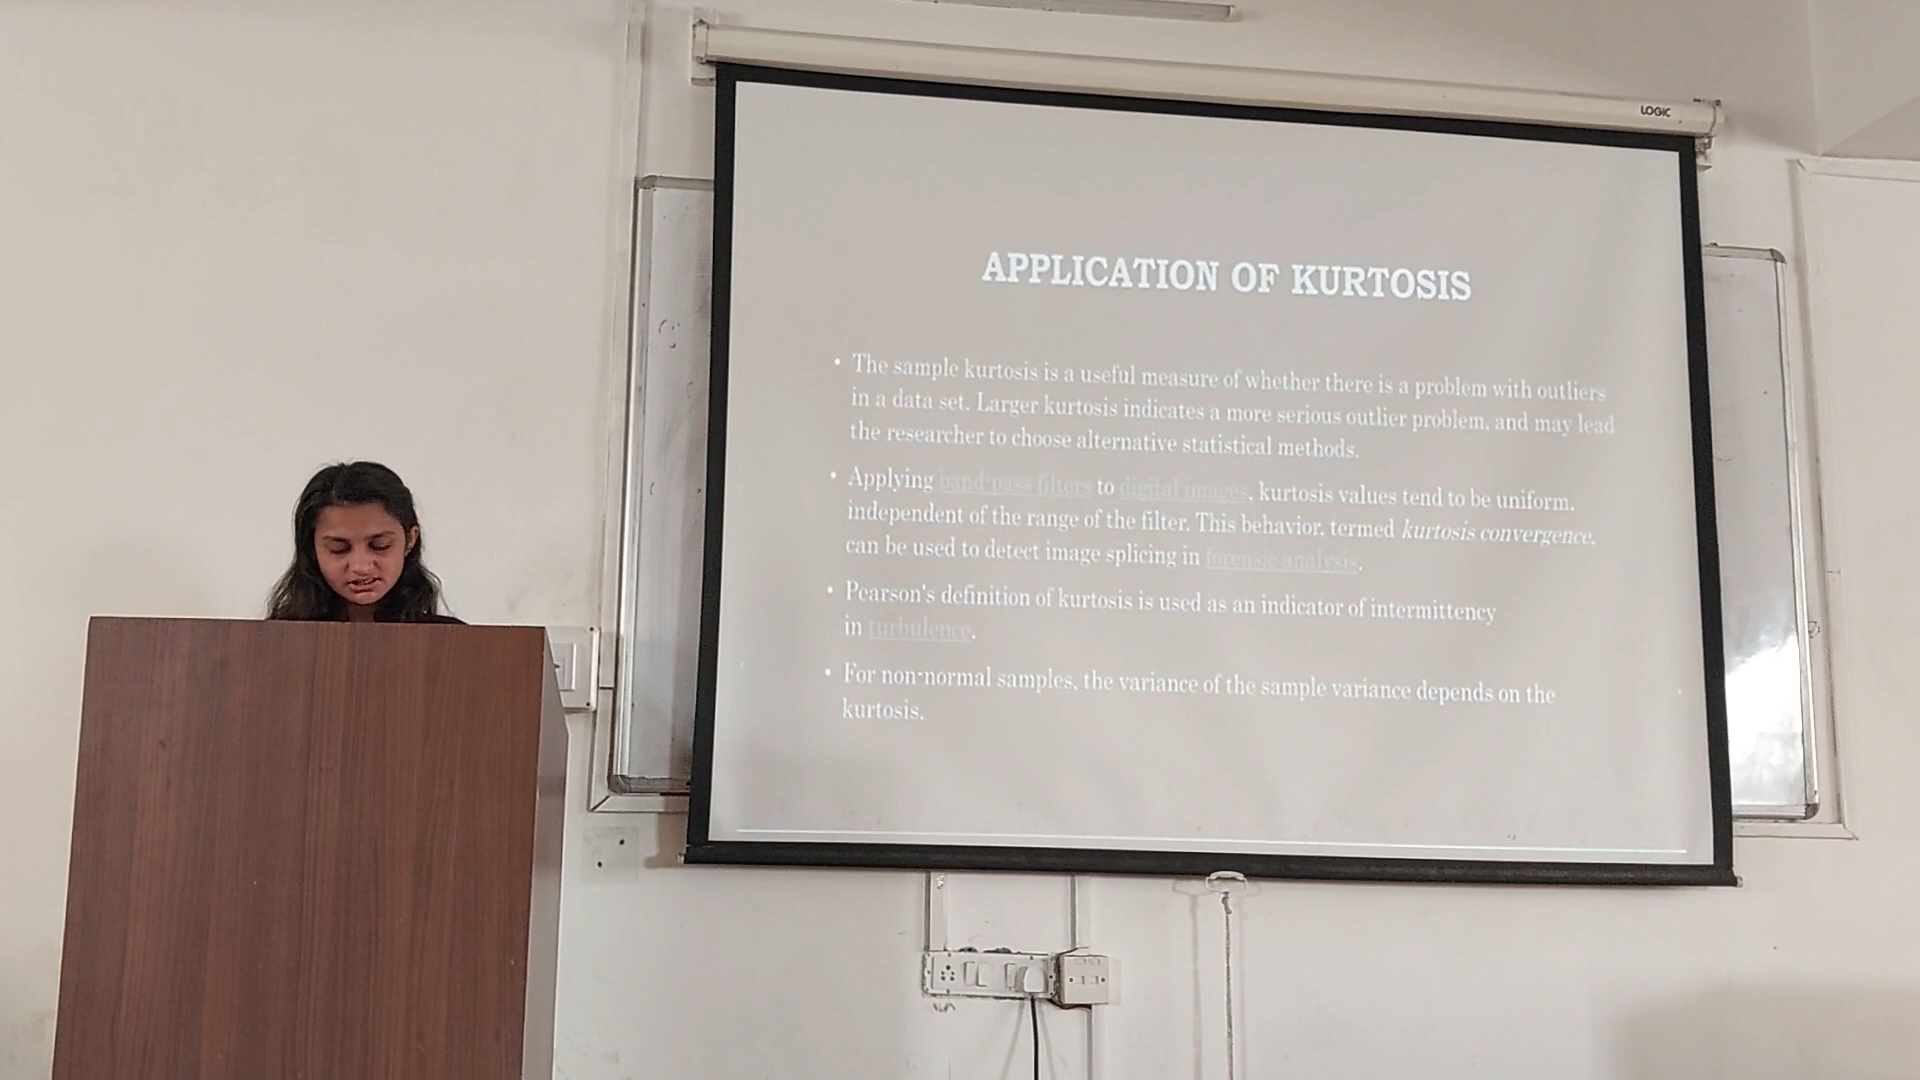 LOGIC
APPLICATION OF KURTOSIS
• The sample kurtosis is a useful measure of whether there is a problem with outliers
in a data set. Larger kurtosis indicates a more serious outlier problem, and may lead
the researcher to choose alternative statistical methods.
• Applying band-pass filters to digital images, kurtosis values tend to be uniform,
independent of the range of the filter. This behavior, termed kurtosis convergence,
can be used to detect image splicing in forensic analysis.
• Pearson's definition of kurtosis is used as an indicator of intermittency
in turbulence.
• For non-normal samples, the variance of the sample variance depends on the
kurtosis.